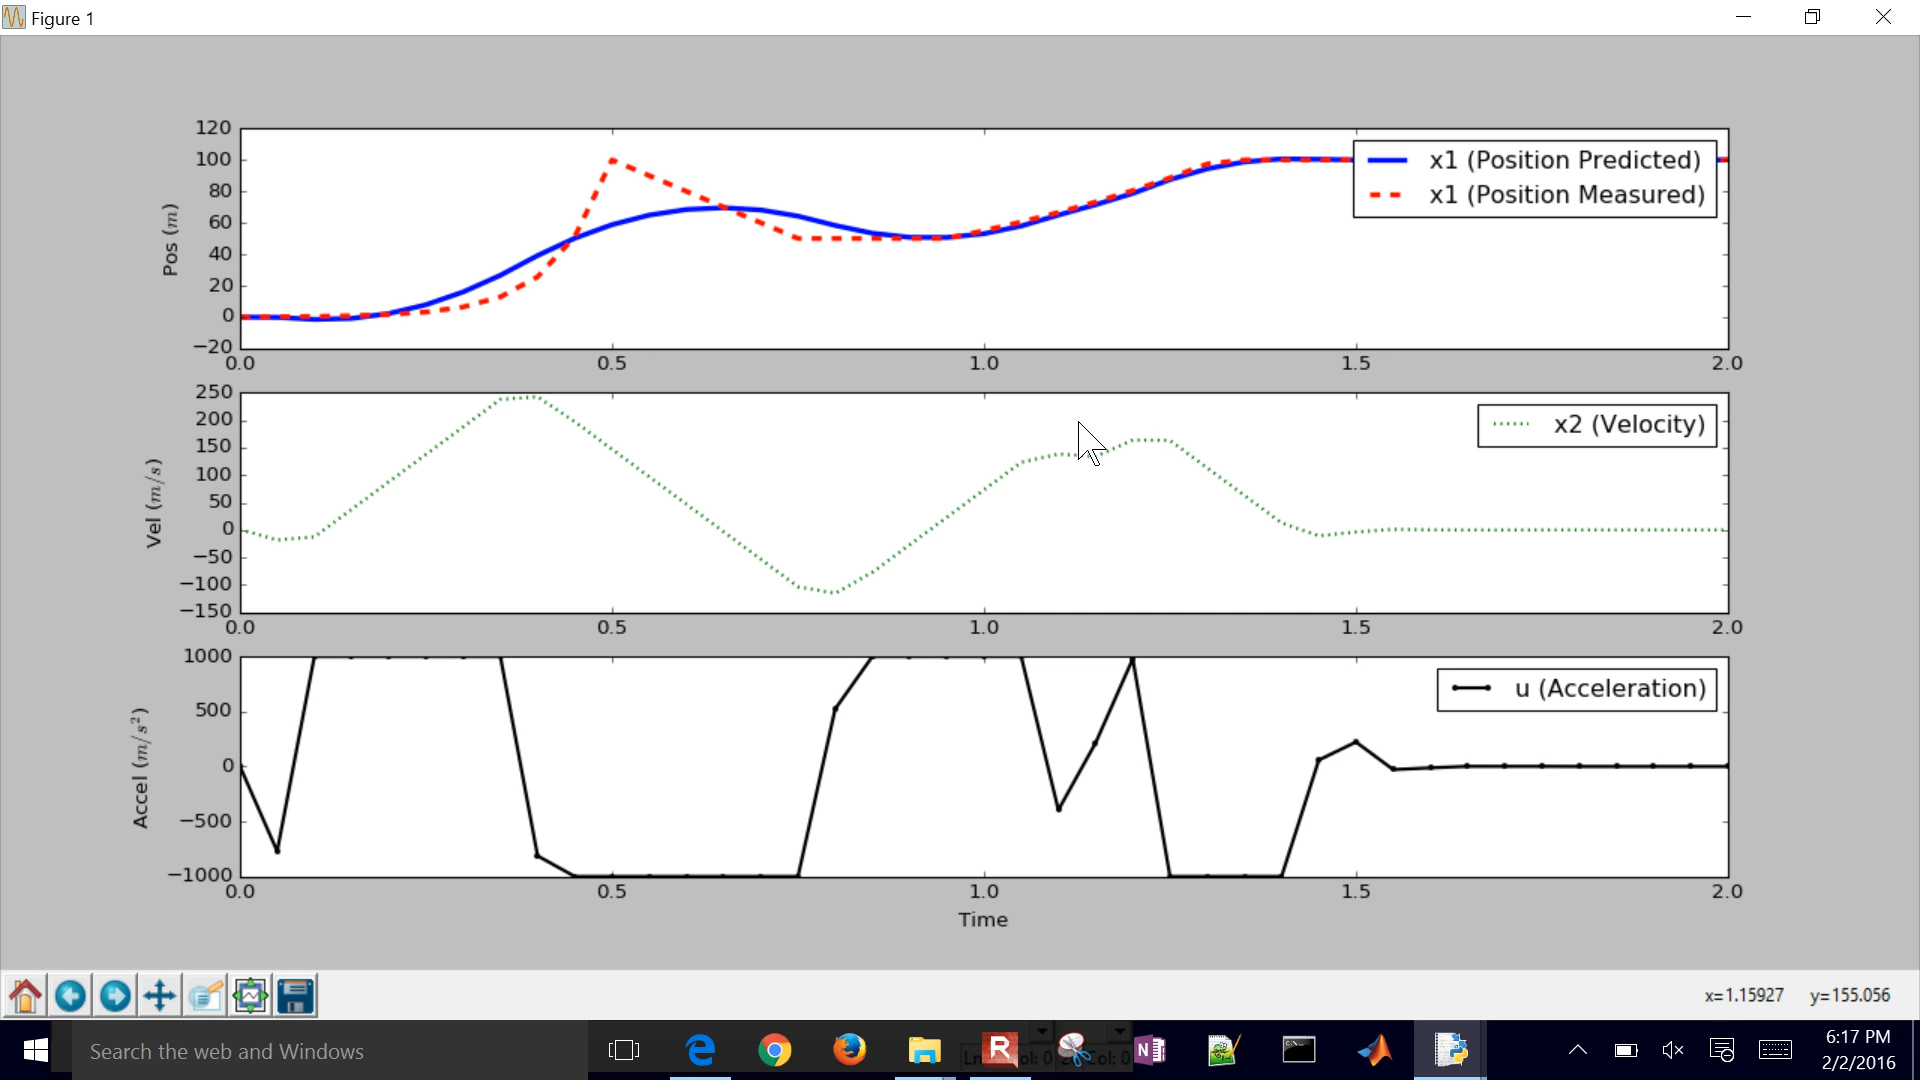 Figure 1
120
100
80
60
40
20
0
−20
Pos (m)
x1 (Position Predicted)
x1 (Position Measured)
0.0 0.5 1.0 1.5 2.0
250
200
150
100
50
0
−50
−100
−150
Vel (m/s)
x2 (Velocity)
0.0 0.5 1.0 1.5 2.0
1000
500
0
−500
−1000
Accel (m/s²)
u (Acceleration)
0.0 0.5 1.0 1.5 2.0
Time
x=1.15927 y=155.056
Search the web and Windows
6:17 PM
2/2/2016